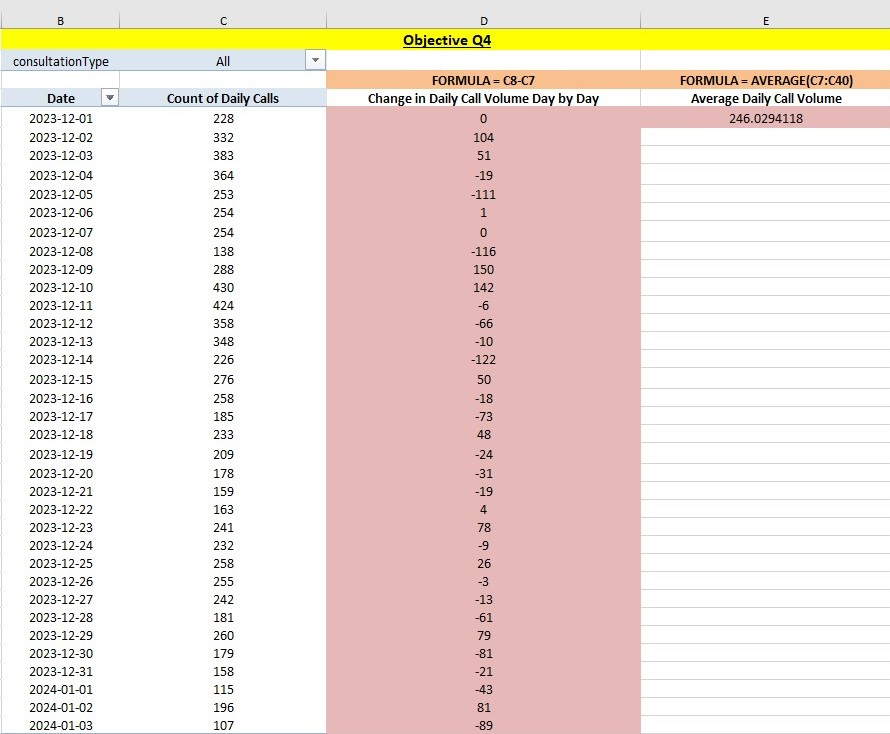 B C D E
Objective Q4
consultationType All
FORMULA = C8-C7 FORMULA = AVERAGE(C7:C40)
Date Count of Daily Calls Change in Daily Call Volume Day by Day Average Daily Call Volume
2023-12-01 228 0 246.0294118
2023-12-02 332 104
2023-12-03 383 51
2023-12-04 364 -19
2023-12-05 253 -111
2023-12-06 254 1
2023-12-07 254 0
2023-12-08 138 -116
2023-12-09 288 150
2023-12-10 430 142
2023-12-11 424 -6
2023-12-12 358 -66
2023-12-13 348 -10
2023-12-14 226 -122
2023-12-15 276 50
2023-12-16 258 -18
2023-12-17 185 -73
2023-12-18 233 48
2023-12-19 209 -24
2023-12-20 178 -31
2023-12-21 159 -19
2023-12-22 163 4
2023-12-23 241 78
2023-12-24 232 -9
2023-12-25 258 26
2023-12-26 255 -3
2023-12-27 242 -13
2023-12-28 181 -61
2023-12-29 260 79
2023-12-30 179 -81
2023-12-31 158 -21
2024-01-01 115 -43
2024-01-02 196 81
2024-01-03 107 -89